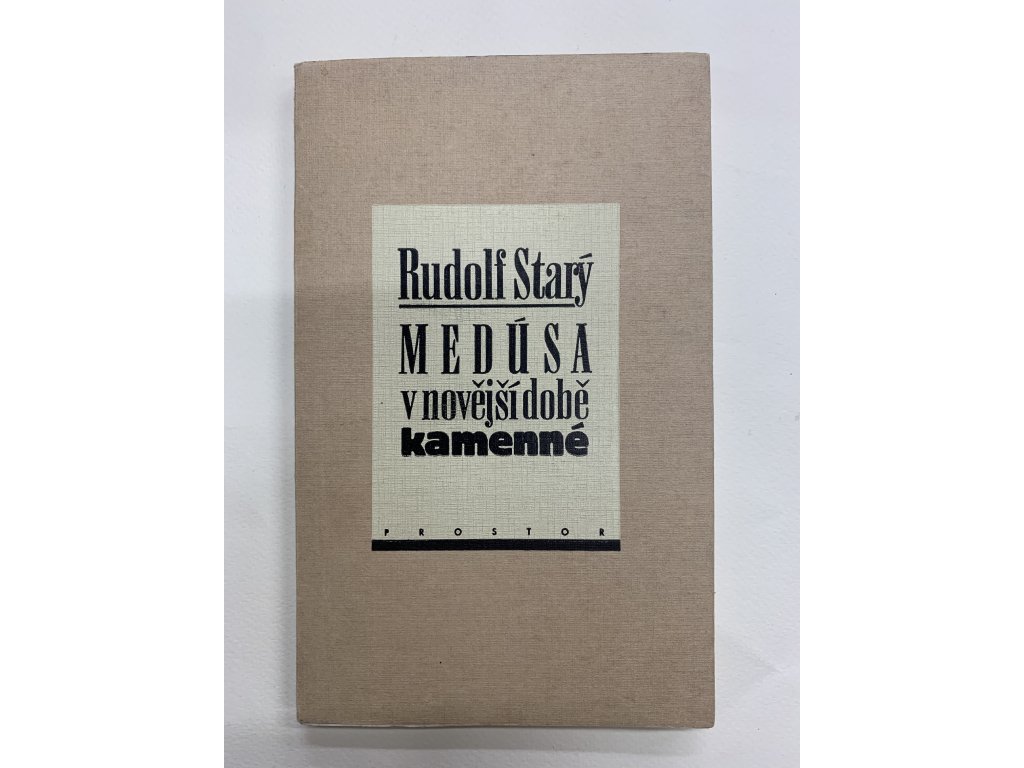 Rudolf Starý
MEDÚSA
v novější době
kamenné
PROSTOR